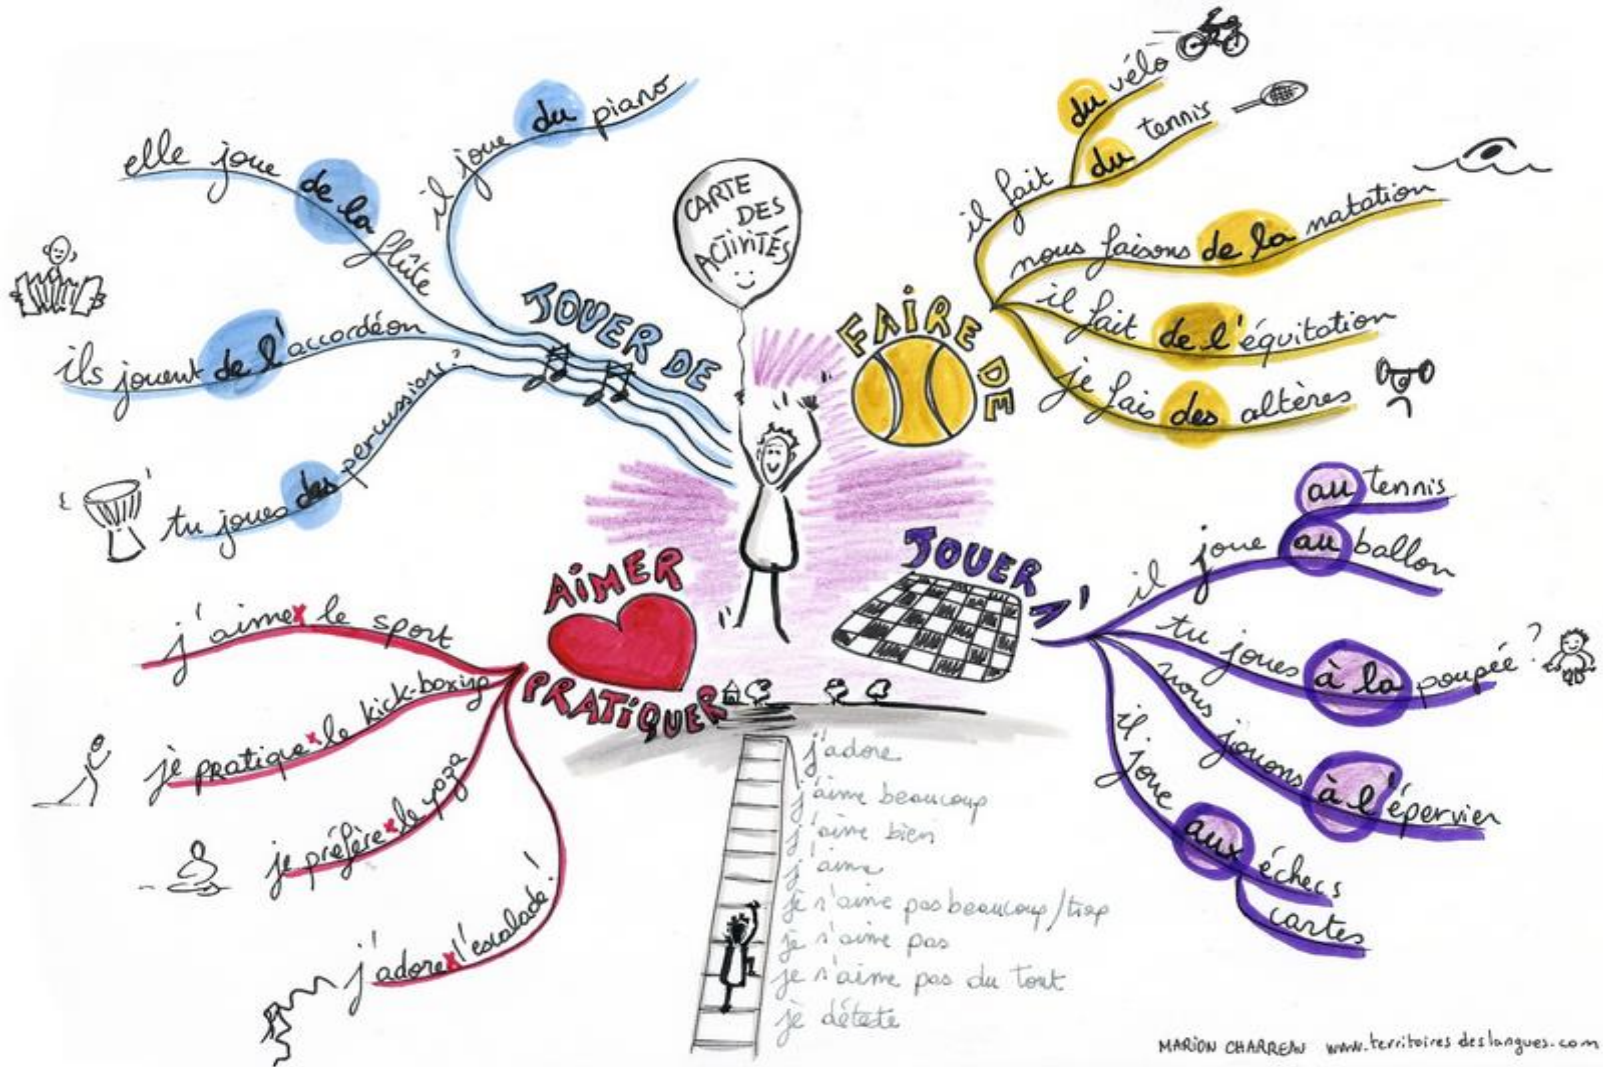 CARTE
DES
ACTIVITÉS
JOUER DE
il joue du piano
elle joue de la flûte
ils jouent de l'accordéon
tu joues des percussions?
FAIRE DE
il fait du vélo
du tennis
nous faisons de la natation
il fait de l'équitation
je fais des altères
JOUER À
il joue au tennis
au ballon
tu joues à la poupée?
nous jouons à l'épervier
il joue aux échecs
cartes
AIMER
PRATIQUER
j'aime x le sport
je pratique x le kick-boxing
je préfère x le yoga
j'adore x l'escalade!
j'adore
j'aime beaucoup
j'aime bien
j'aime
je n'aime pas beaucoup/trop
je n'aime pas
je n'aime pas du tout
je déteste
MARION CHARREAU www.territoiresdeslangues.com